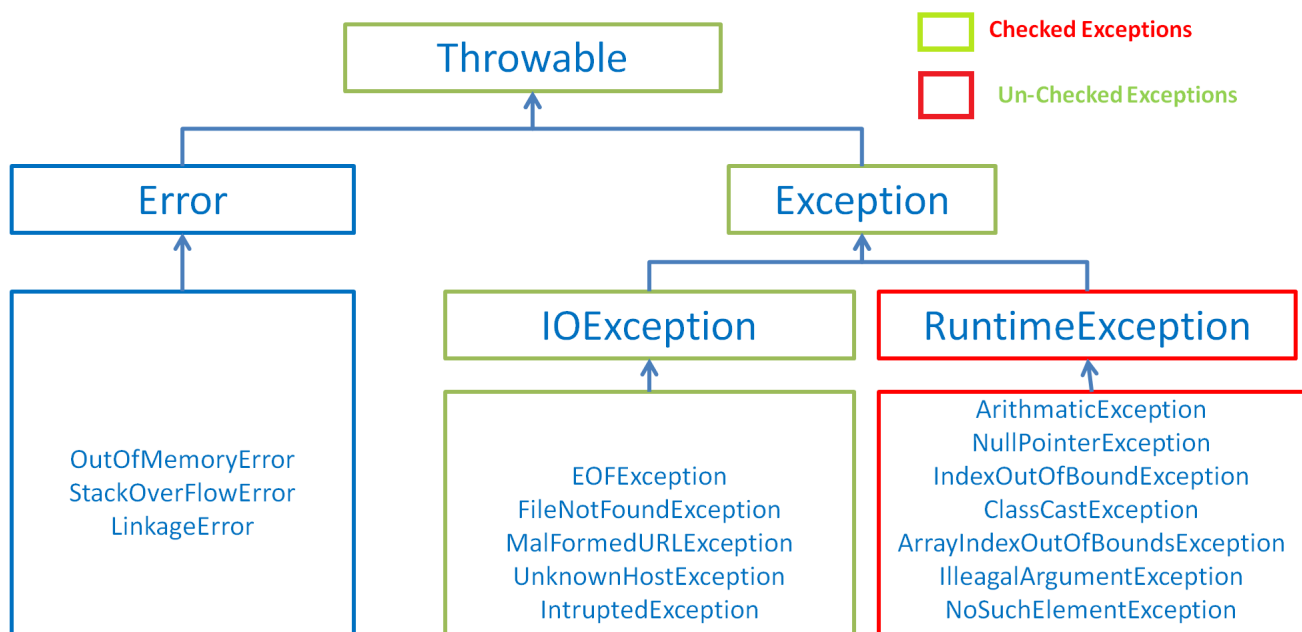 Throwable
Checked Exceptions
Un-Checked Exceptions
Error
Exception
IOException
RuntimeException
OutOfMemoryError
StackOverFlowError
LinkageError
EOFException
FileNotFoundException
MalFormedURLException
UnknownHostException
IntruptedException
ArithmaticException
NullPointerException
IndexOutOfBoundException
ClassCastException
ArrayIndexOutOfBoundsException
IlleagalArgumentException
NoSuchElementException